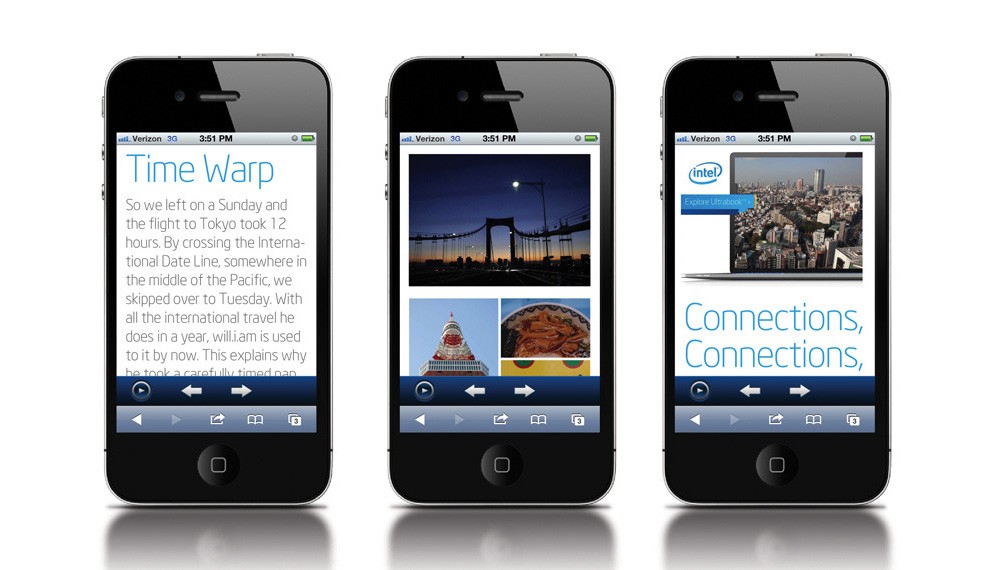 Verizon 3G 3:51 PM
Time Warp
So we left on a Sunday and
the flight to Tokyo took 12
hours. By crossing the Interna-
tional Date Line, somewhere in
the middle of the Pacific, we
skipped over to Tuesday. With
all the international travel he
does in a year, will.i.am is used
to it by now. This explains why
he took a carefully timed nap
3
Verizon 3G 3:51 PM
3
Verizon 3G 3:51 PM
intel
Explore Ultrabook™ ›
Connections,
Connections,
3